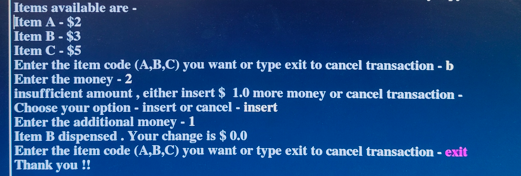 Items available are -
Item A - $2
Item B - $3
Item C - $5
Enter the item code (A,B,C) you want or type exit to cancel transaction - b
Enter the money - 2
insufficient amount , either insert $  1.0 more money or cancel transaction -
Choose your option - insert or cancel - insert
Enter the additional money - 1
Item B dispensed . Your change is $ 0.0
Enter the item code (A,B,C) you want or type exit to cancel transaction - exit
Thank you !!